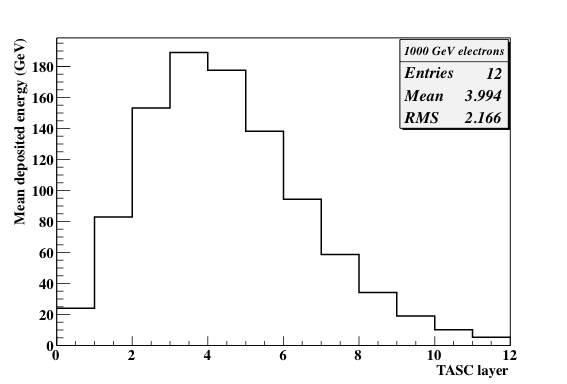 1000 GeV electrons
Entries 12
Mean 3.994
RMS 2.166
Mean deposited energy (GeV)
180
160
140
120
100
80
60
40
20
0
0 2 4 6 8 10 12
TASC layer